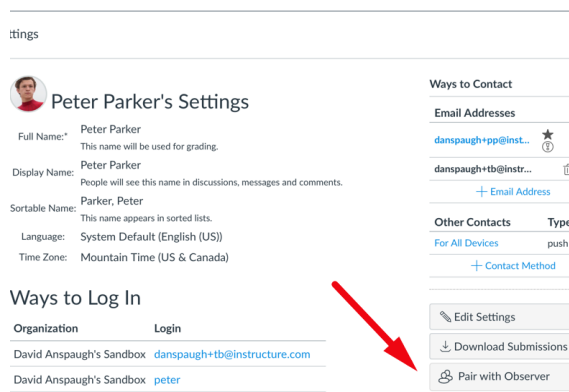 ttings
Peter Parker's Settings
Full Name:* Peter Parker
This name will be used for grading.
Display Name: Peter Parker
People will see this name in discussions, messages and comments.
Sortable Name: Parker, Peter
This name appears in sorted lists.
Language: System Default (English (US))
Time Zone: Mountain Time (US & Canada)
Ways to Log In
Organization Login
David Anspaugh's Sandbox danspaugh+tb@instructure.com
David Anspaugh's Sandbox peter
Ways to Contact
Email Addresses
danspaugh+pp@inst...
danspaugh+tb@instr...
+ Email Address
Other Contacts Type
For All Devices push
+ Contact Method
Edit Settings
Download Submissions
Pair with Observer